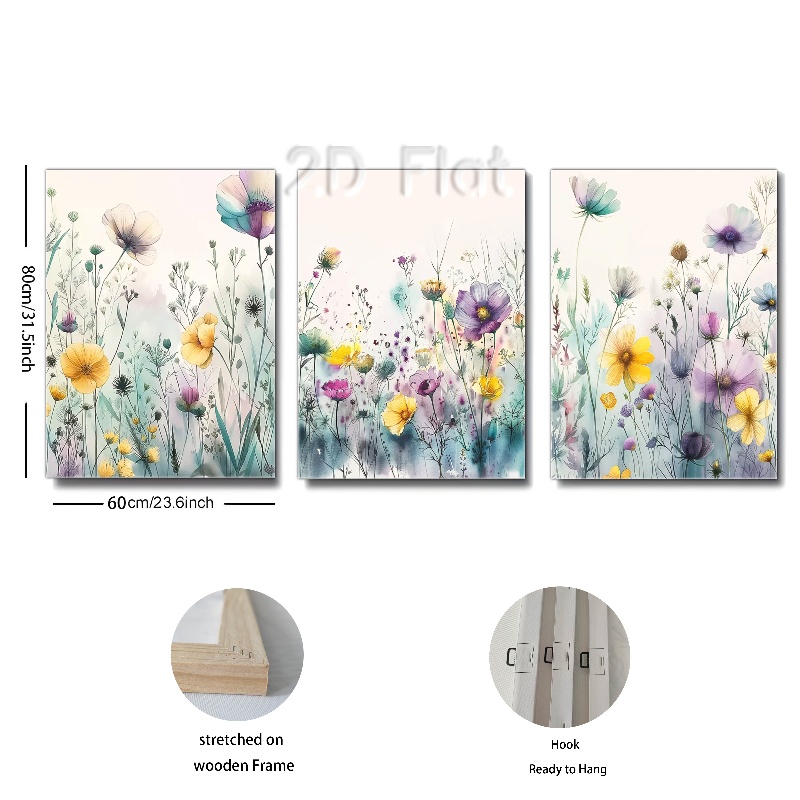 2D Flat
80cm/31.5inch
60cm/23.6inch
stretched on
wooden Frame
Hook
Ready to Hang